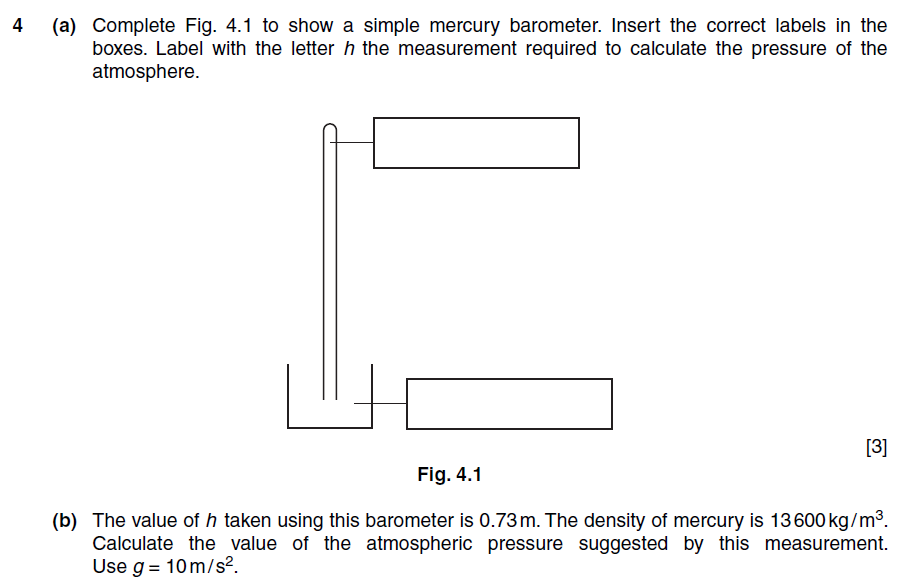 4 (a) Complete Fig. 4.1 to show a simple mercury barometer. Insert the correct labels in the
boxes. Label with the letter h the measurement required to calculate the pressure of the
atmosphere.
[3]
Fig. 4.1
(b) The value of h taken using this barometer is 0.73 m. The density of mercury is 13 600 kg/m³.
Calculate the value of the atmospheric pressure suggested by this measurement.
Use g = 10 m/s².